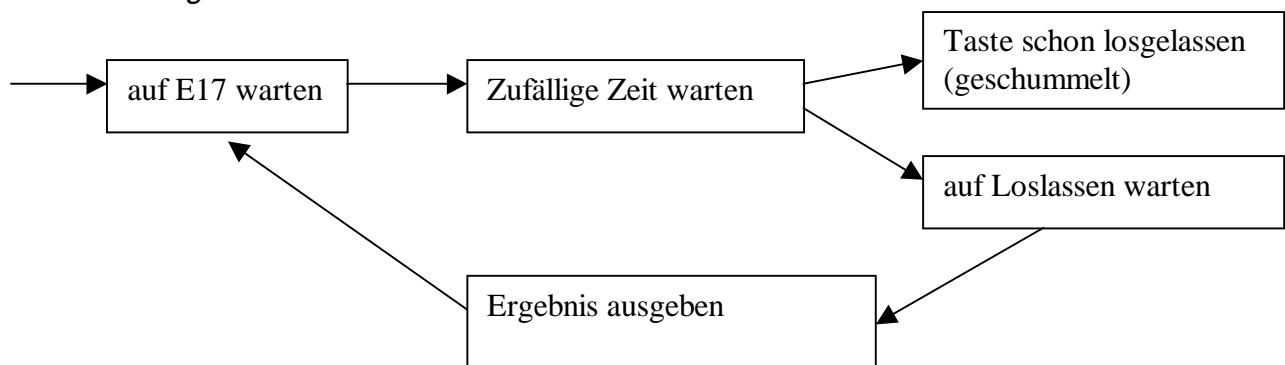 auf E17 warten
Zufällige Zeit warten
Taste schon losgelassen
(geschummelt)
auf Loslassen warten
Ergebnis ausgeben